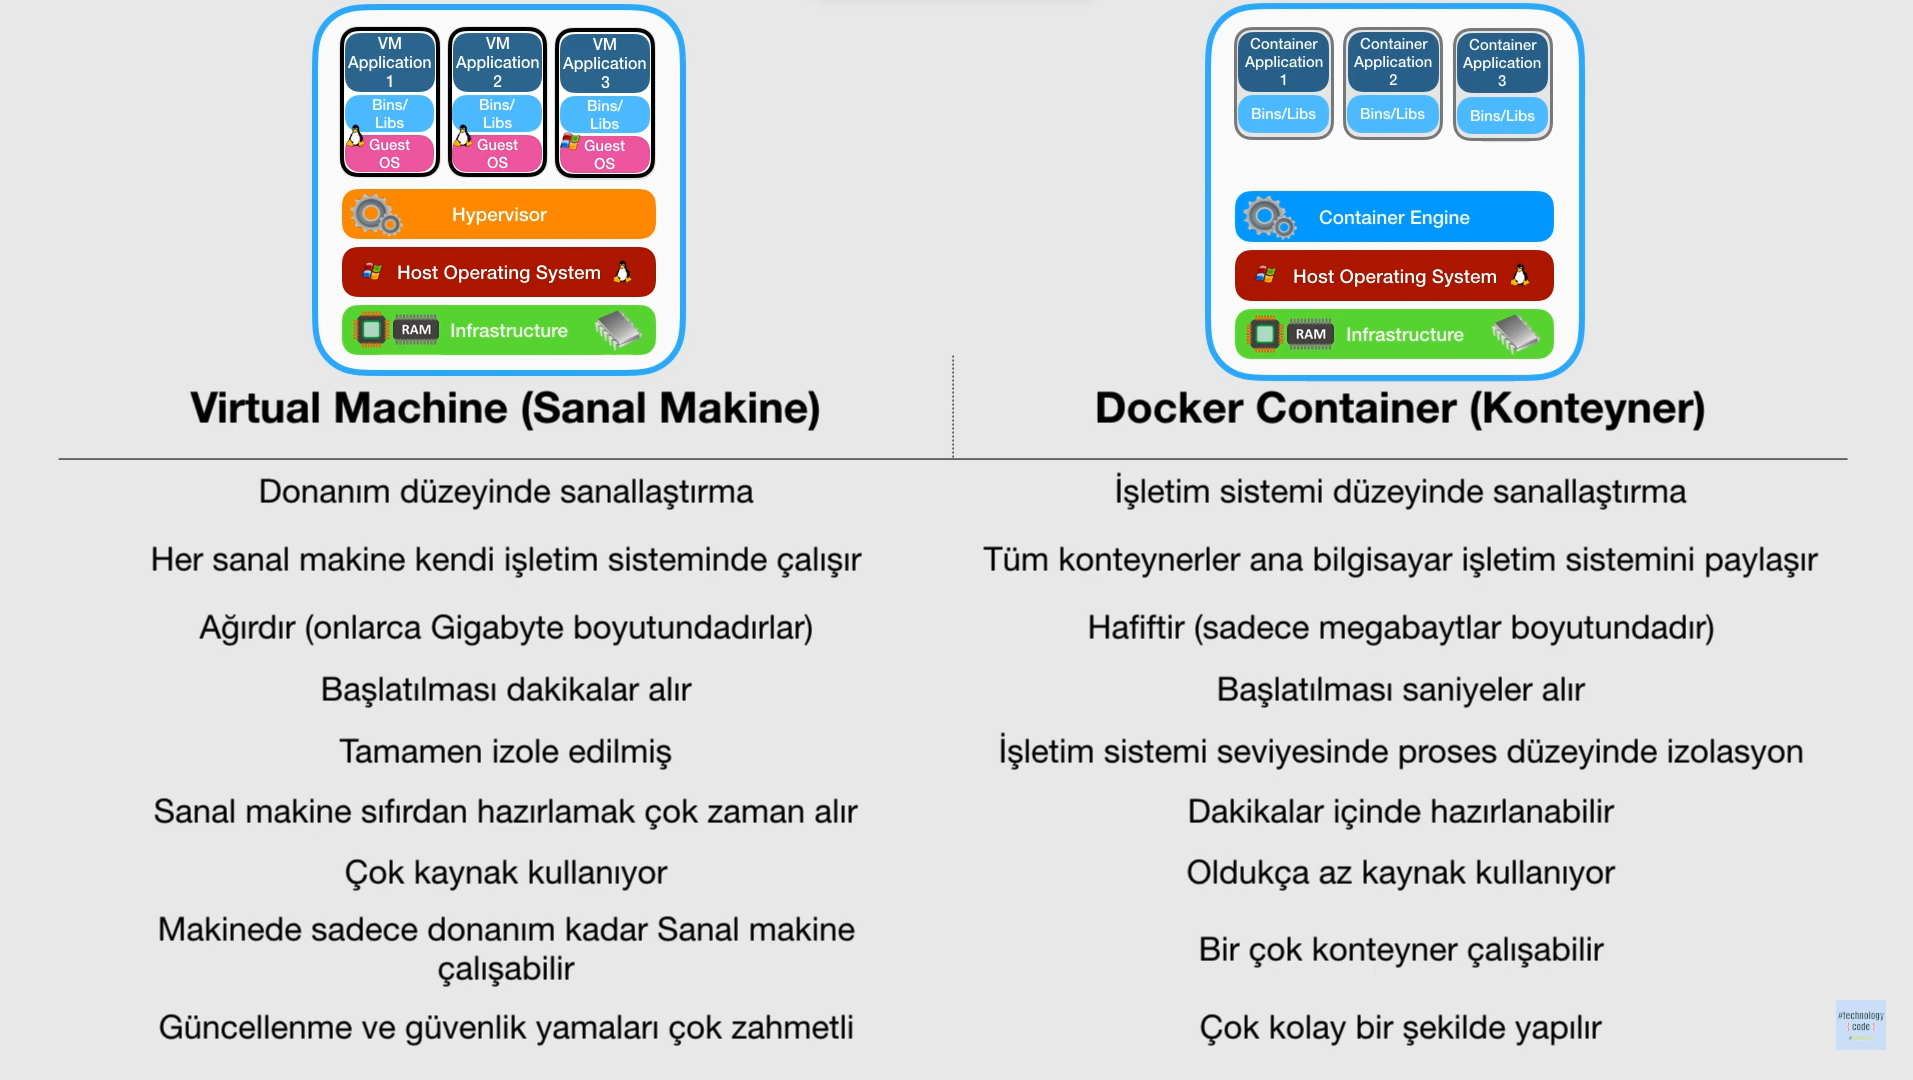 VM
Application
1
Bins/
Libs
Guest
OS
VM
Application
2
Bins/
Libs
Guest
OS
VM
Application
3
Bins/
Libs
Guest
OS
Hypervisor
Host Operating System
RAM
Infrastructure
Container
Application
1
Bins/Libs
Container
Application
2
Bins/Libs
Container
Application
3
Bins/Libs
Container Engine
Host Operating System
RAM
Infrastructure
Virtual Machine (Sanal Makine)
Docker Container (Konteyner)
Donanım düzeyinde sanallaştırma
İşletim sistemi düzeyinde sanallaştırma
Her sanal makine kendi işletim sisteminde çalışır
Tüm konteynerler ana bilgisayar işletim sistemini paylaşır
Ağırdır (onlarca Gigabyte boyutundadırlar)
Hafiftir (sadece megabaytlar boyutundadır)
Başlatılması dakikalar alır
Başlatılması saniyeler alır
Tamamen izole edilmiş
İşletim sistemi seviyesinde proses düzeyinde izolasyon
Sanal makine sıfırdan hazırlamak çok zaman alır
Dakikalar içinde hazırlanabilir
Çok kaynak kullanıyor
Oldukça az kaynak kullanıyor
Makinede sadece donanım kadar Sanal makine
çalışabilir
Bir çok konteyner çalışabilir
Güncellenme ve güvenlik yamaları çok zahmetli
Çok kolay bir şekilde yapılır
#technology
{ code }